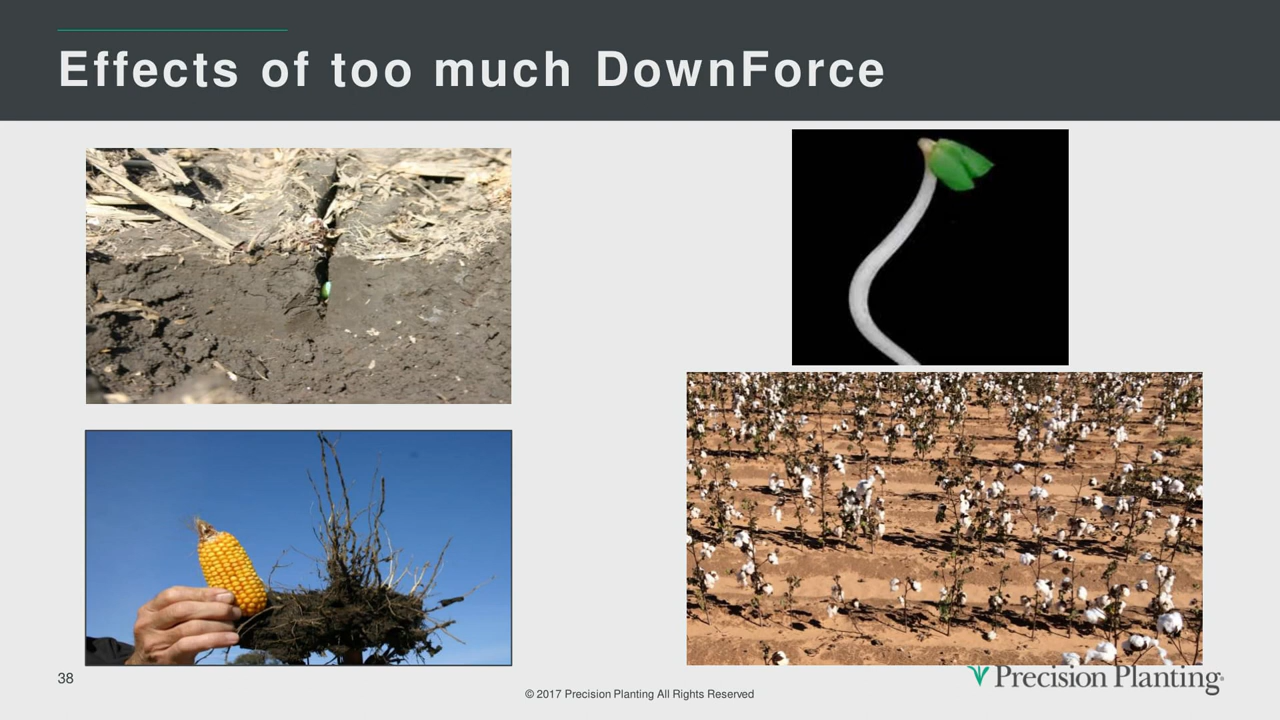 Effects of too much DownForce
38
© 2017 Precision Planting All Rights Reserved
Precision Planting®